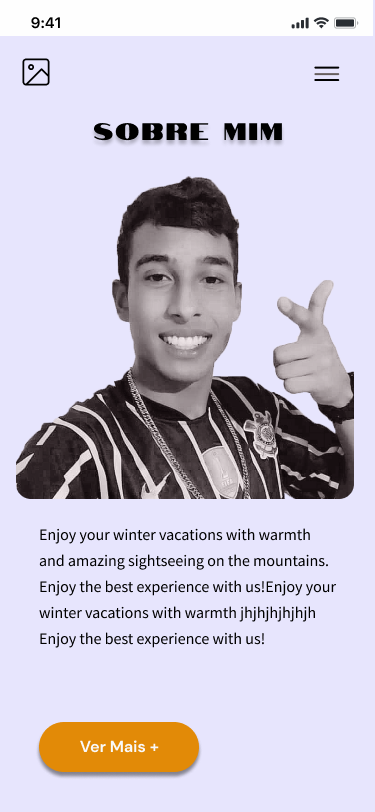 9:41
SOBRE MIM
Enjoy your winter vacations with warmth
and amazing sightseeing on the mountains.
Enjoy the best experience with us!Enjoy your
winter vacations with warmth jhjhjhjhjhjh
Enjoy the best experience with us!
Ver Mais +